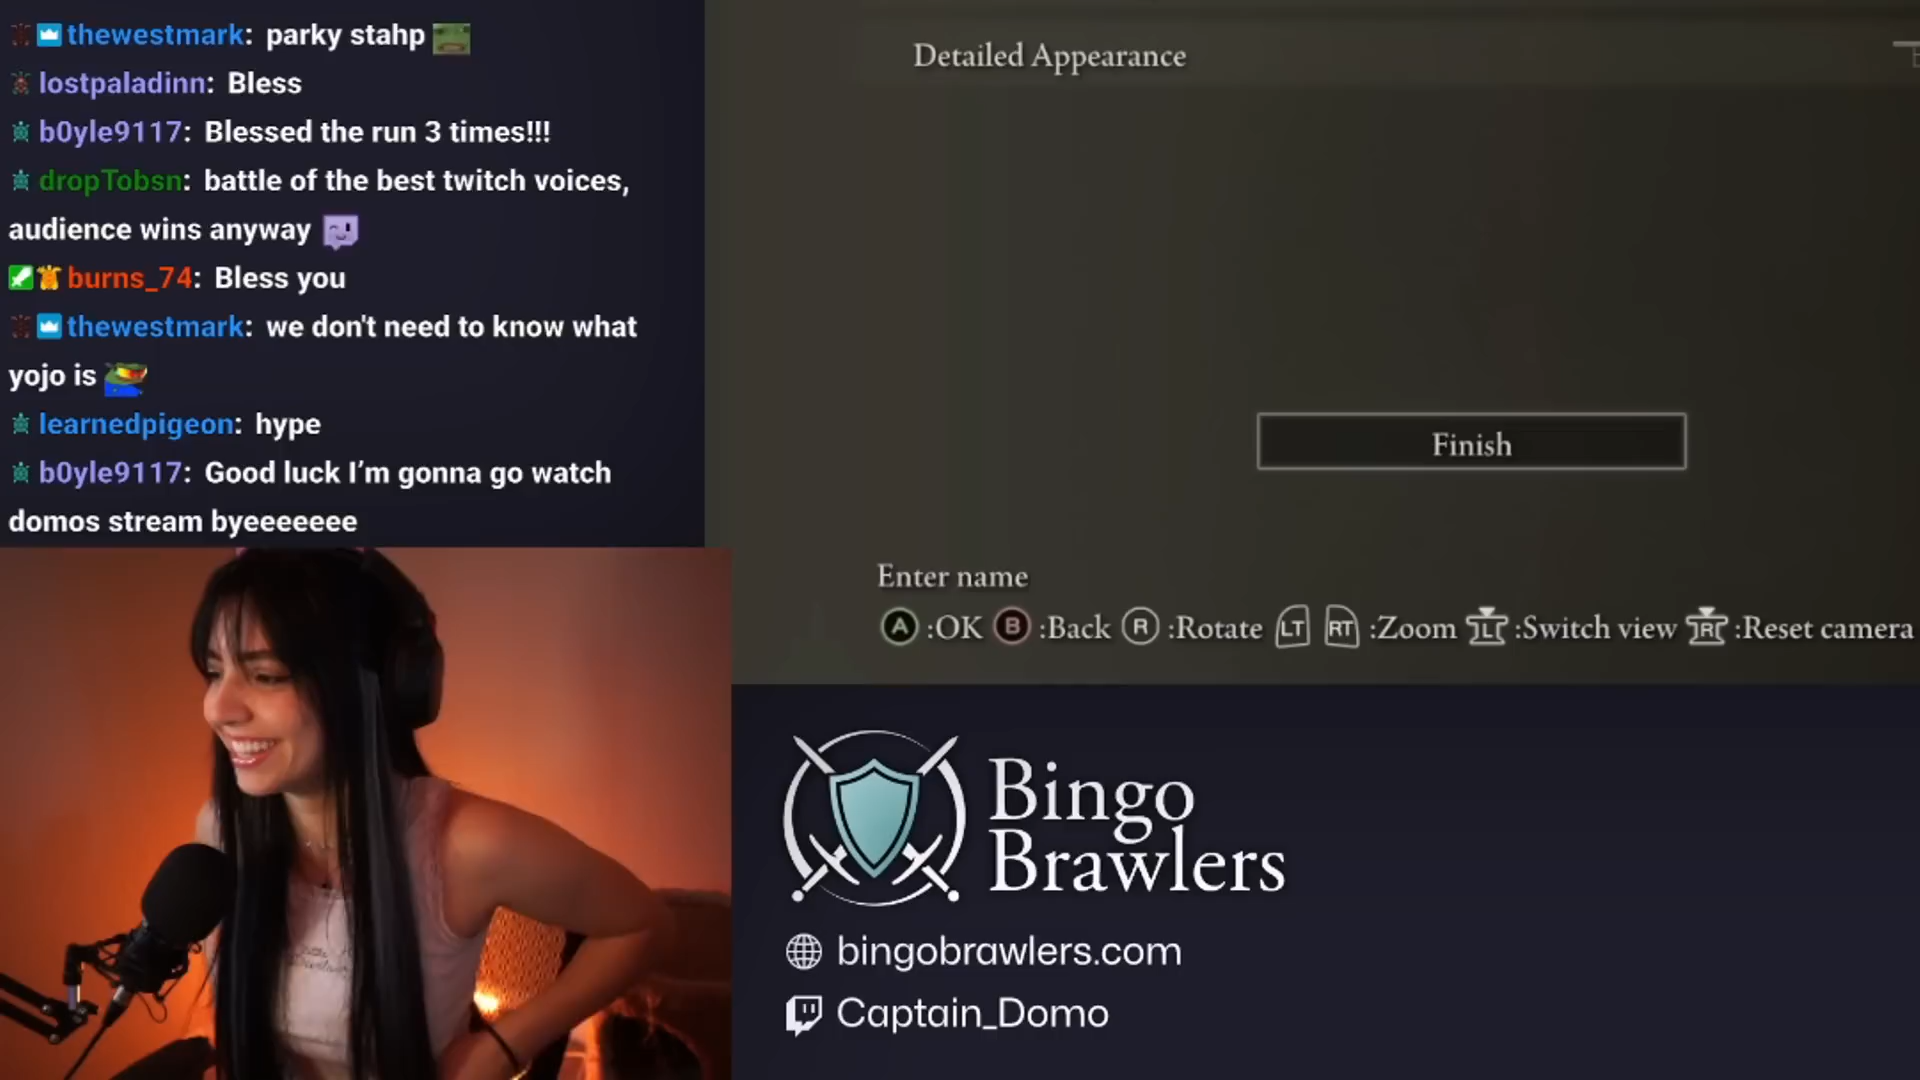 thewestmark: parky stahp
lostpaladinn: Bless
b0yle9117: Blessed the run 3 times!!!
dropTobsn: battle of the best twitch voices,
audience wins anyway
burns_74: Bless you
thewestmark: we don't need to know what
yojo is
learnedpigeon: hype
b0yle9117: Good luck I'm gonna go watch
domos stream byeeeeeee
Detailed Appearance
Finish
Enter name
A :OK B :Back R :Rotate LT RT :Zoom L :Switch view R :Reset camera
Bingo
Brawlers
bingobrawlers.com
Captain_Domo